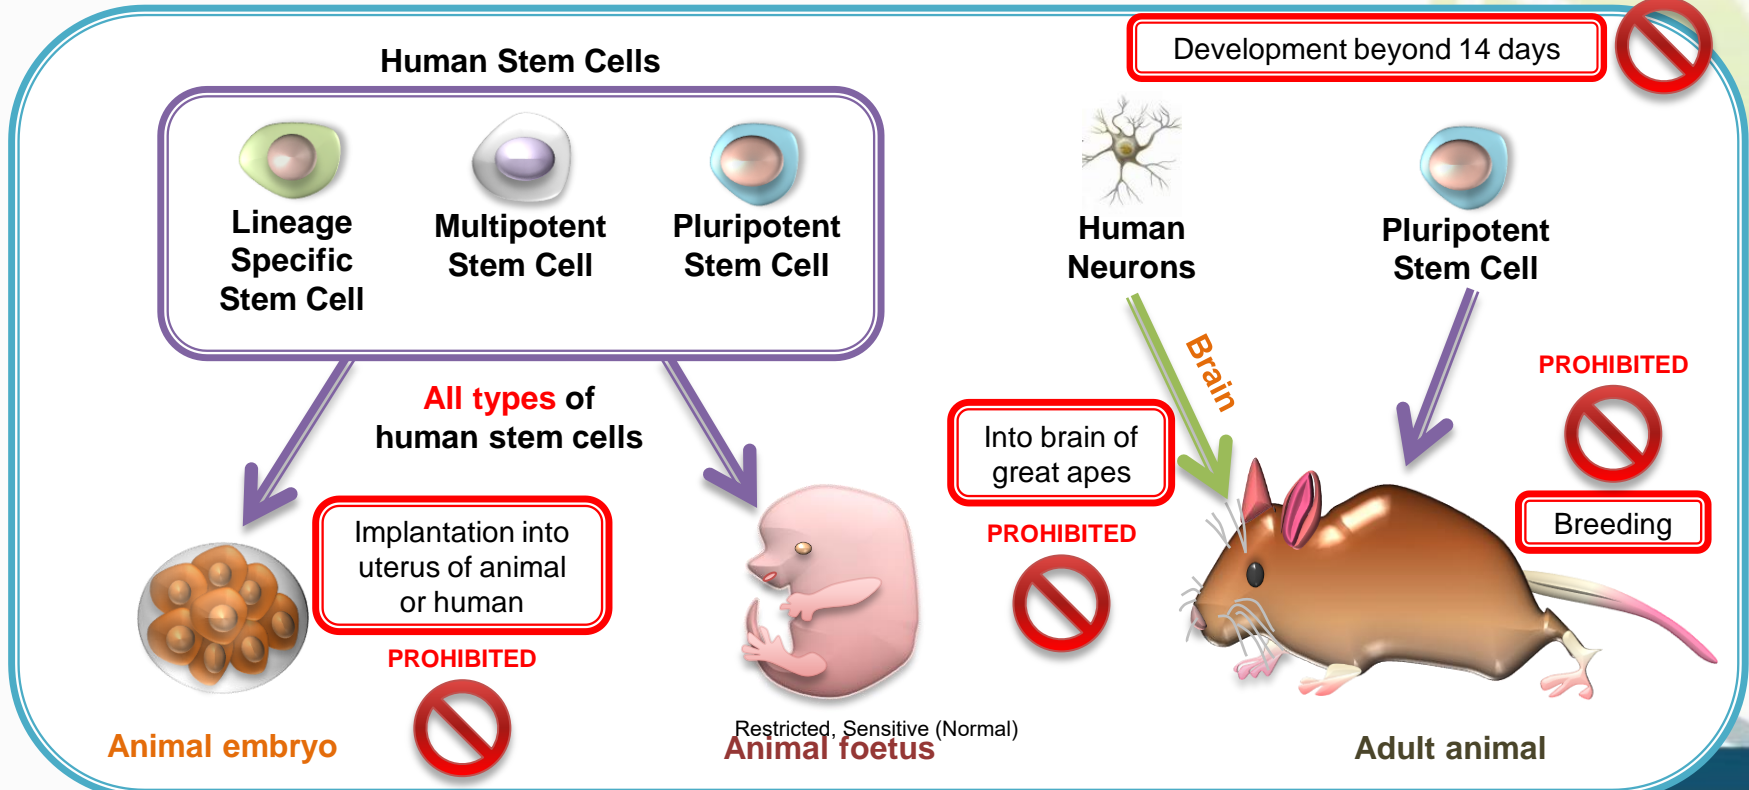 Human Stem Cells
Development beyond 14 days
Lineage
Specific
Stem Cell
Multipotent
Stem Cell
Pluripotent
Stem Cell
Human
Neurons
Pluripotent
Stem Cell
All types of
human stem cells
Brain
Into brain of
great apes
PROHIBITED
PROHIBITED
Breeding
Implantation into
uterus of animal
or human
PROHIBITED
Restricted, Sensitive (Normal)
Animal embryo
Animal foetus
Adult animal